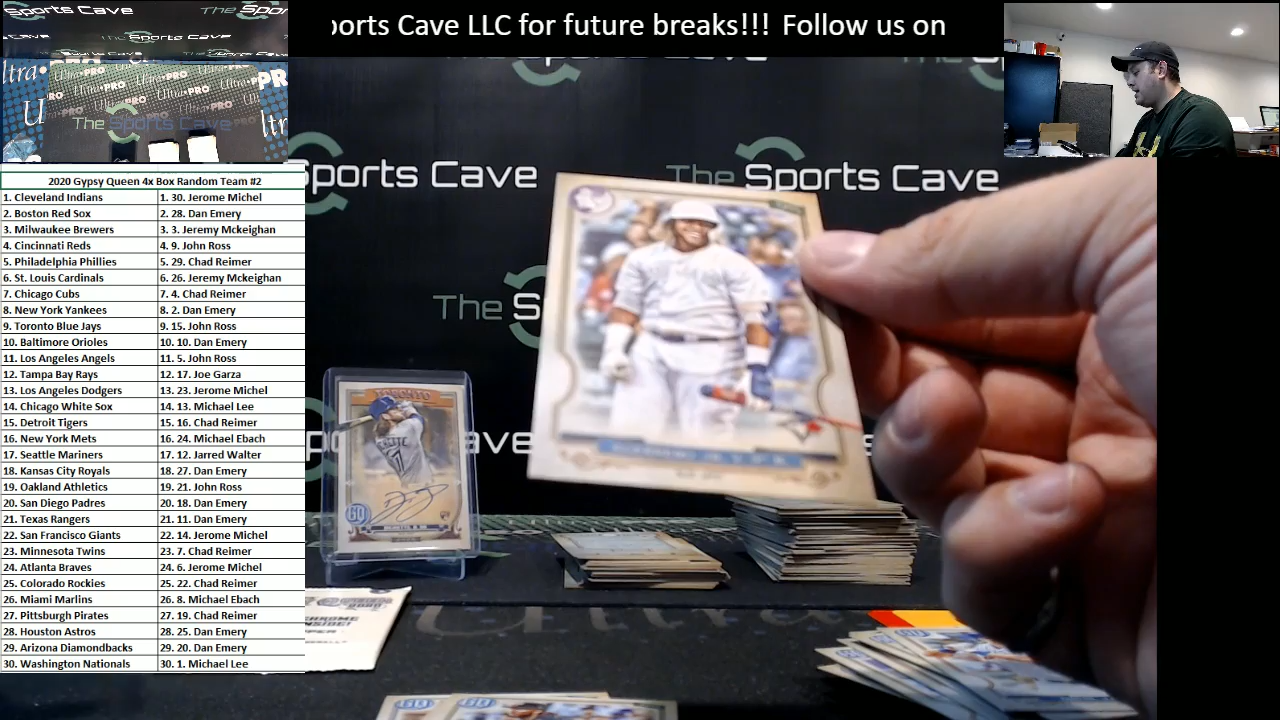 ports Cave LLC for future breaks!!! Follow us on
The Sports Cave
ultra•PRO
Sports Cave
The Sports Cave
The S
2020 Gypsy Queen 4x Box Random Team #2
1. Cleveland Indians 1. 30. Jerome Michel
2. Boston Red Sox 2. 28. Dan Emery
3. Milwaukee Brewers 3. 3. Jeremy Mckeighan
4. Cincinnati Reds 4. 9. John Ross
5. Philadelphia Phillies 5. 29. Chad Reimer
6. St. Louis Cardinals 6. 26. Jeremy Mckeighan
7. Chicago Cubs 7. 4. Chad Reimer
8. New York Yankees 8. 2. Dan Emery
9. Toronto Blue Jays 9. 15. John Ross
10. Baltimore Orioles 10. 10. Dan Emery
11. Los Angeles Angels 11. 5. John Ross
12. Tampa Bay Rays 12. 17. Joe Garza
13. Los Angeles Dodgers 13. 23. Jerome Michel
14. Chicago White Sox 14. 13. Michael Lee
15. Detroit Tigers 15. 16. Chad Reimer
16. New York Mets 16. 24. Michael Ebach
17. Seattle Mariners 17. 12. Jarred Walter
18. Kansas City Royals 18. 27. Dan Emery
19. Oakland Athletics 19. 21. John Ross
20. San Diego Padres 20. 18. Dan Emery
21. Texas Rangers 21. 11. Dan Emery
22. San Francisco Giants 22. 14. Jerome Michel
23. Minnesota Twins 23. 7. Chad Reimer
24. Atlanta Braves 24. 6. Jerome Michel
25. Colorado Rockies 25. 22. Chad Reimer
26. Miami Marlins 26. 8. Michael Ebach
27. Pittsburgh Pirates 27. 19. Chad Reimer
28. Houston Astros 28. 25. Dan Emery
29. Arizona Diamondbacks 29. 20. Dan Emery
30. Washington Nationals 30. 1. Michael Lee
TORONTO
GQ